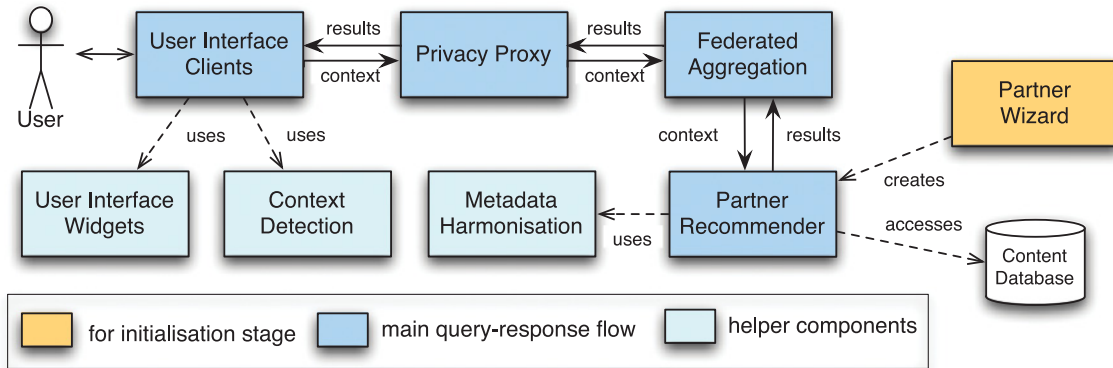 User Interface
Clients
results
context
Privacy Proxy
results
context
Federated
Aggregation
User
uses
uses
context
results
Partner
Wizard
creates
User Interface
Widgets
Context
Detection
Metadata
Harmonisation
uses
Partner
Recommender
accesses
Content
Database
for initialisation stage
main query-response flow
helper components